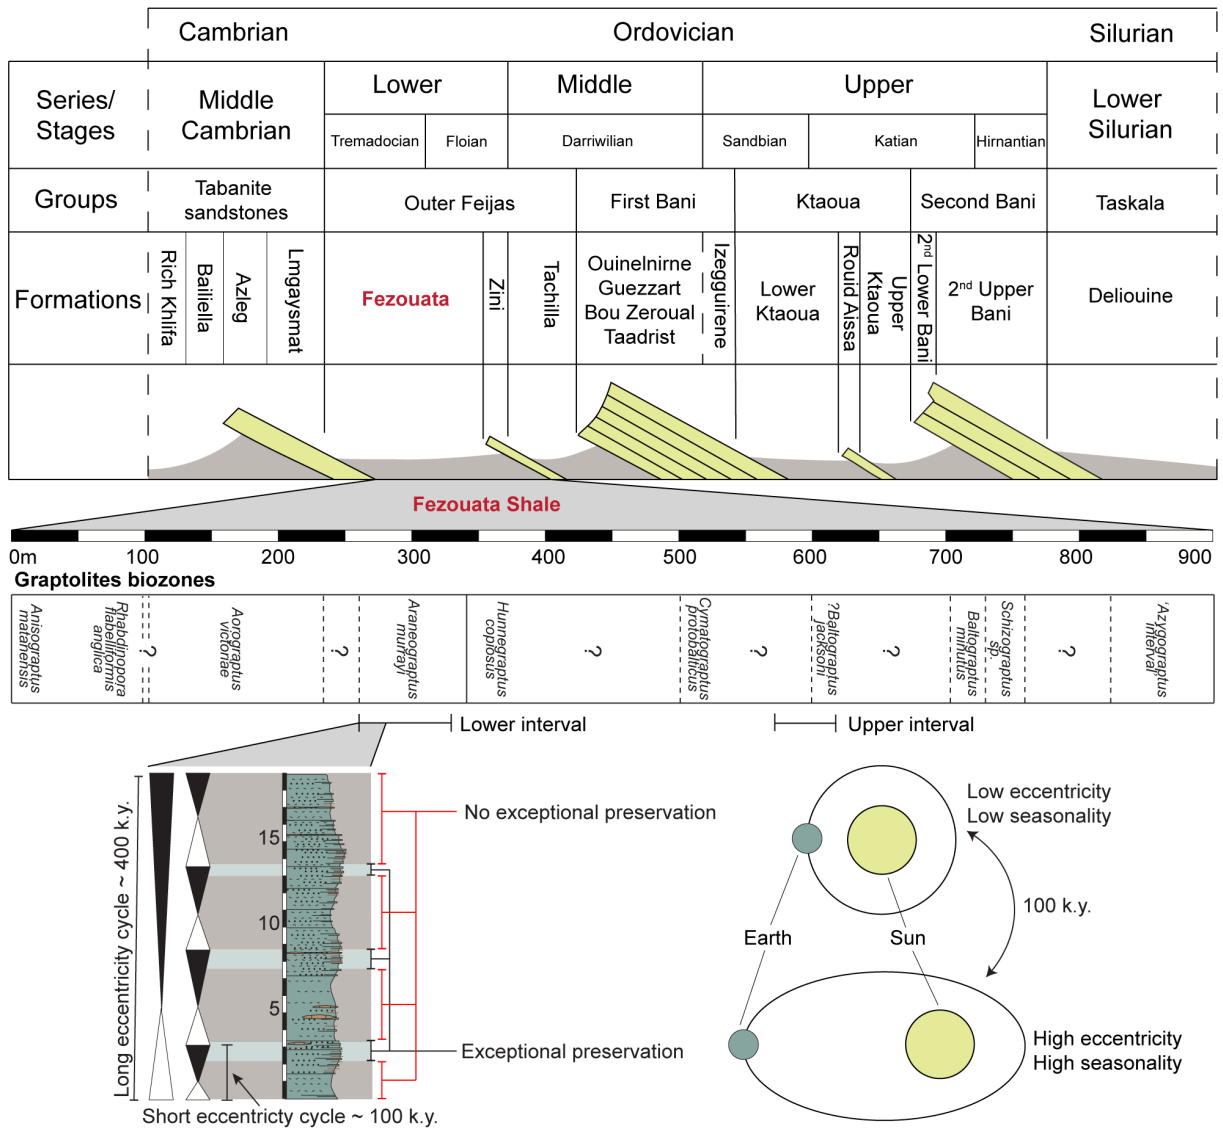 Cambrian
Ordovician
Silurian
Series/
Stages
Middle
Cambrian
Lower
Middle
Upper
Lower
Silurian
Tremadocian
Floian
Darriwilian
Sandbian
Katian
Hirnantian
Groups
Tabanite
sandstones
Outer Feijas
First Bani
Ktaoua
Second Bani
Taskala
Formations
Rich Khlifa
Bailiella
Azleg
Lmgaysmat
Fezouata
Zini
Tachilla
Ouinelnirne
Guezzart
Bou Zeroual
Taadrist
Izegguirene
Lower
Ktaoua
Rouid Aissa
Upper
Ktaoua
2nd Lower Bani
2nd Upper
Bani
Deliouine
Fezouata Shale
0m
100
200
300
400
500
600
700
800
900
Graptolites biozones
Anisograptus
matanensis
Rhabdinopora
flabelliformis
anglica
?
Aorograptus
victoriae
?
Araneograptus
murrayi
Hunnegraptus
copiosus
?
Cymatograptus
protobalticus
?
?Baltograptus
jacksoni
?
Baltograptus
minutus
Schizograptus
sp.
?
'Azygograptus
interval'
Lower interval
Upper interval
Long eccentricity cycle ~ 400 k.y.
15
10
5
No exceptional preservation
Exceptional preservation
Short eccentricty cycle ~ 100 k.y.
Low eccentricity
Low seasonality
100 k.y.
Earth
Sun
High eccentricity
High seasonality